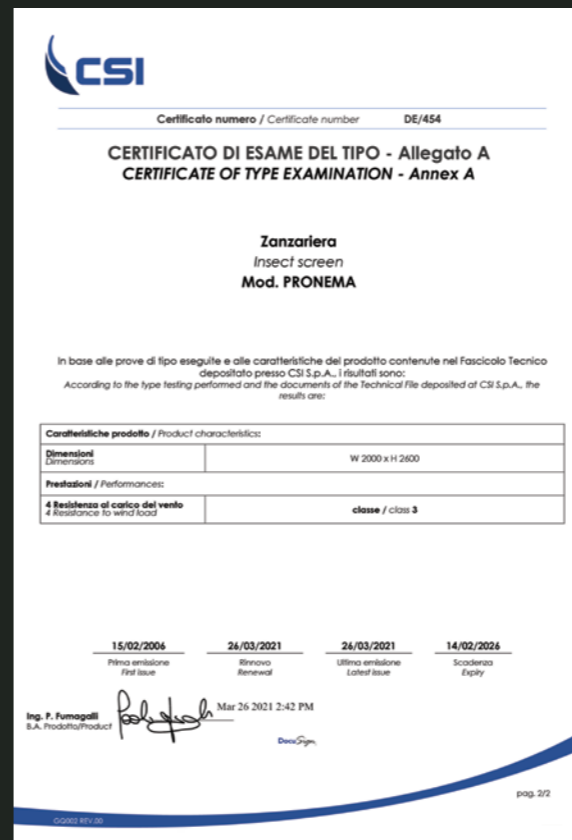 CSI
Certificato numero / Certificate number DE/454
CERTIFICATO DI ESAME DEL TIPO - Allegato A
CERTIFICATE OF TYPE EXAMINATION - Annex A
Zanzariera
Insect screen
Mod. PRONEMA
In base alle prove di tipo eseguite e alle caratteristiche del prodotto contenute nel Fascicolo Tecnico
depositato presso CSI S.p.A., i risultati sono:
According to the type testing performed and the documents of the Technical File deposited at CSI S.p.A., the
results are:
Caratteristiche prodotto / Product characteristics:
Dimensioni
Dimensions
W 2000 x H 2600
Prestazioni / Performances:
4 Resistenza al carico del vento
4 Resistance to wind load
classe / class 3
15/02/2006 26/03/2021 26/03/2021 14/02/2026
Prima emissione Rinnovo Ultima emissione Scadenza
First issue Renewal Latest issue Expiry
Mar 26 2021 2:42 PM
Ing. P. Fumagalli
B.A. Prodotto/Product
DocuSign
pag. 2/2
GQ002 REV.00